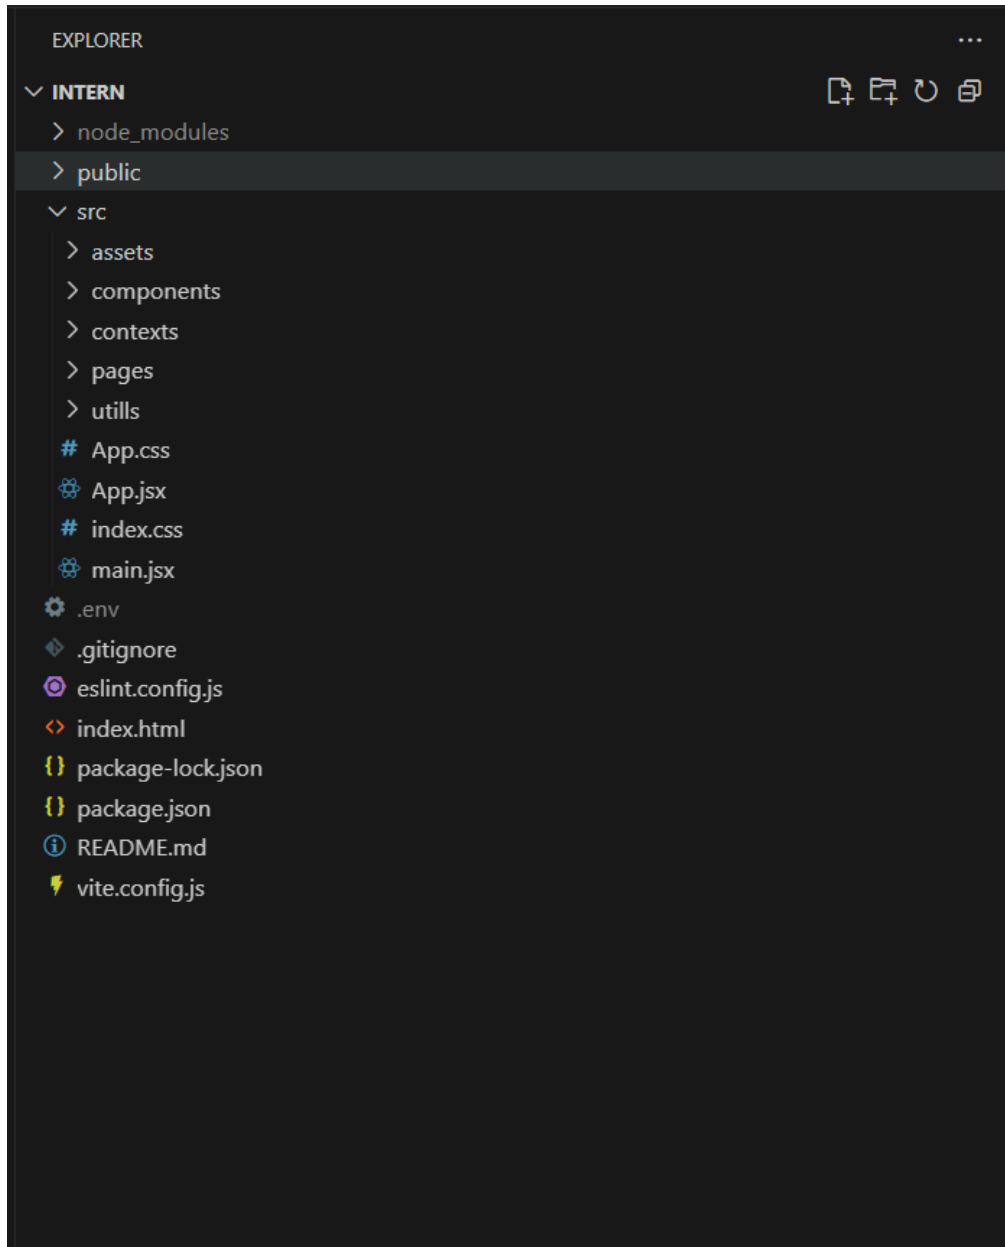 EXPLORER
INTERN
node_modules
public
src
assets
components
contexts
pages
utills
App.css
App.jsx
index.css
main.jsx
.env
.gitignore
eslint.config.js
index.html
package-lock.json
package.json
README.md
vite.config.js